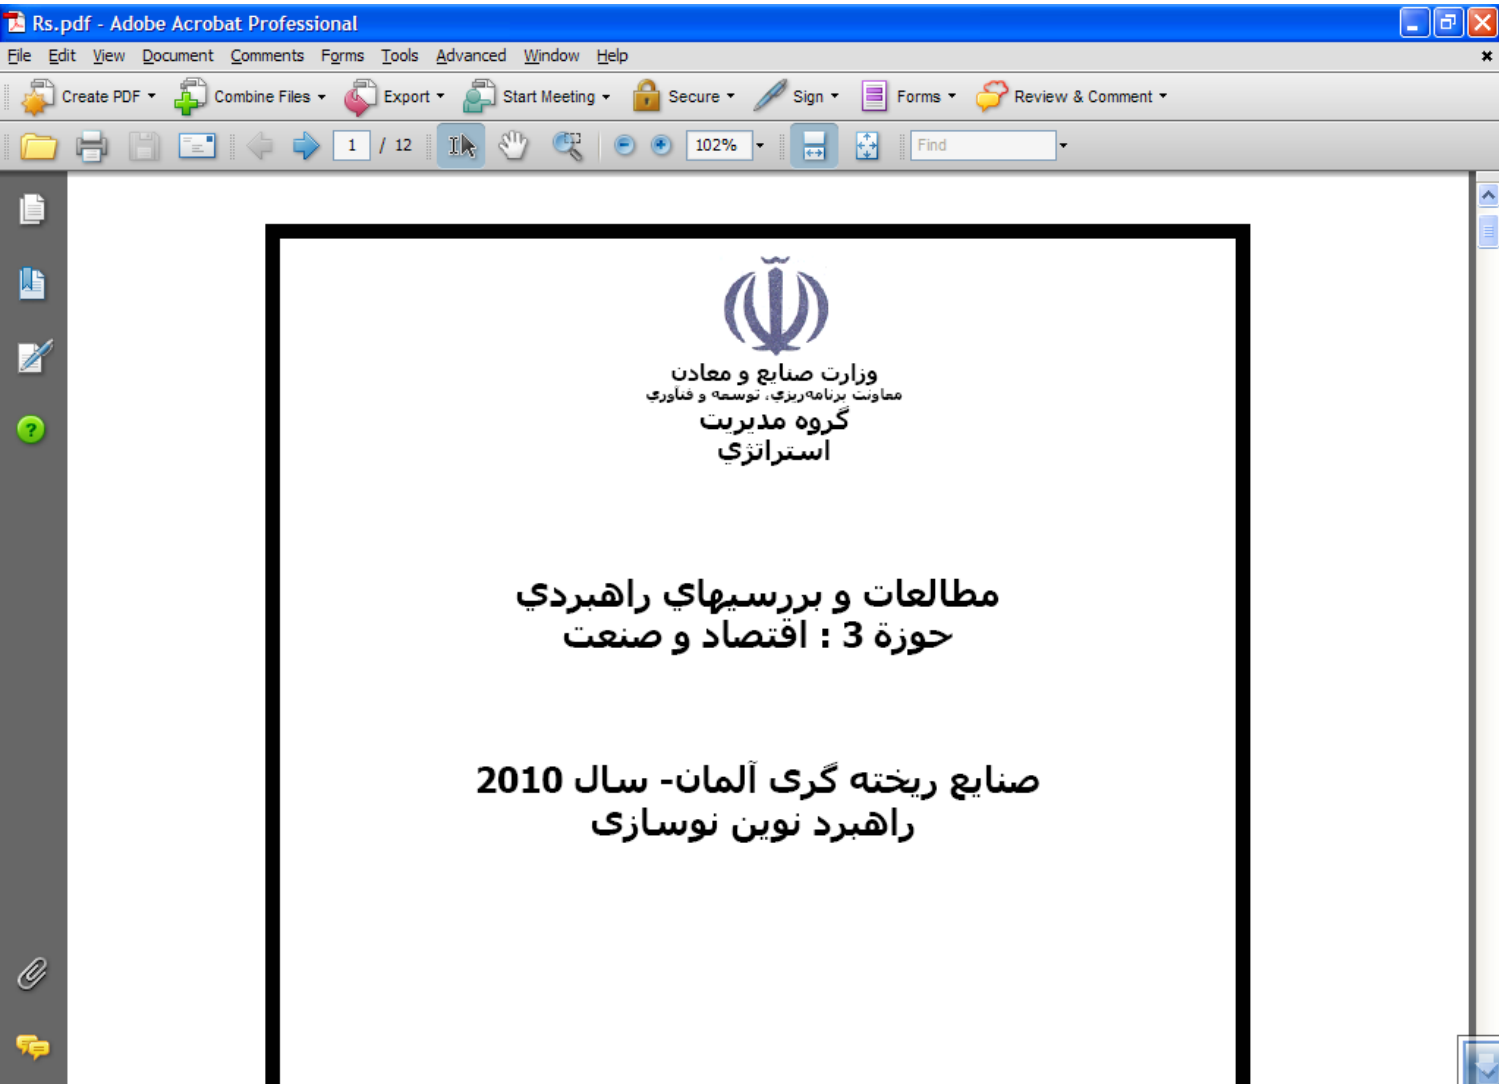 Rs.pdf - Adobe Acrobat Professional
File Edit View Document Comments Forms Tools Advanced Window Help
Create PDF Combine Files Export Start Meeting Secure Sign Forms Review & Comment
1 / 12 102% Find
وزارت صنايع و معادن
معاونت برنامه‌ريزي، توسعه و فنآوري
گروه مديريت
استراتژي
مطالعات و بررسيهاي راهبردي
حوزة 3 : اقتصاد و صنعت
صنایع ریخته گری آلمان- سال 2010
راهبرد نوین نوسازی